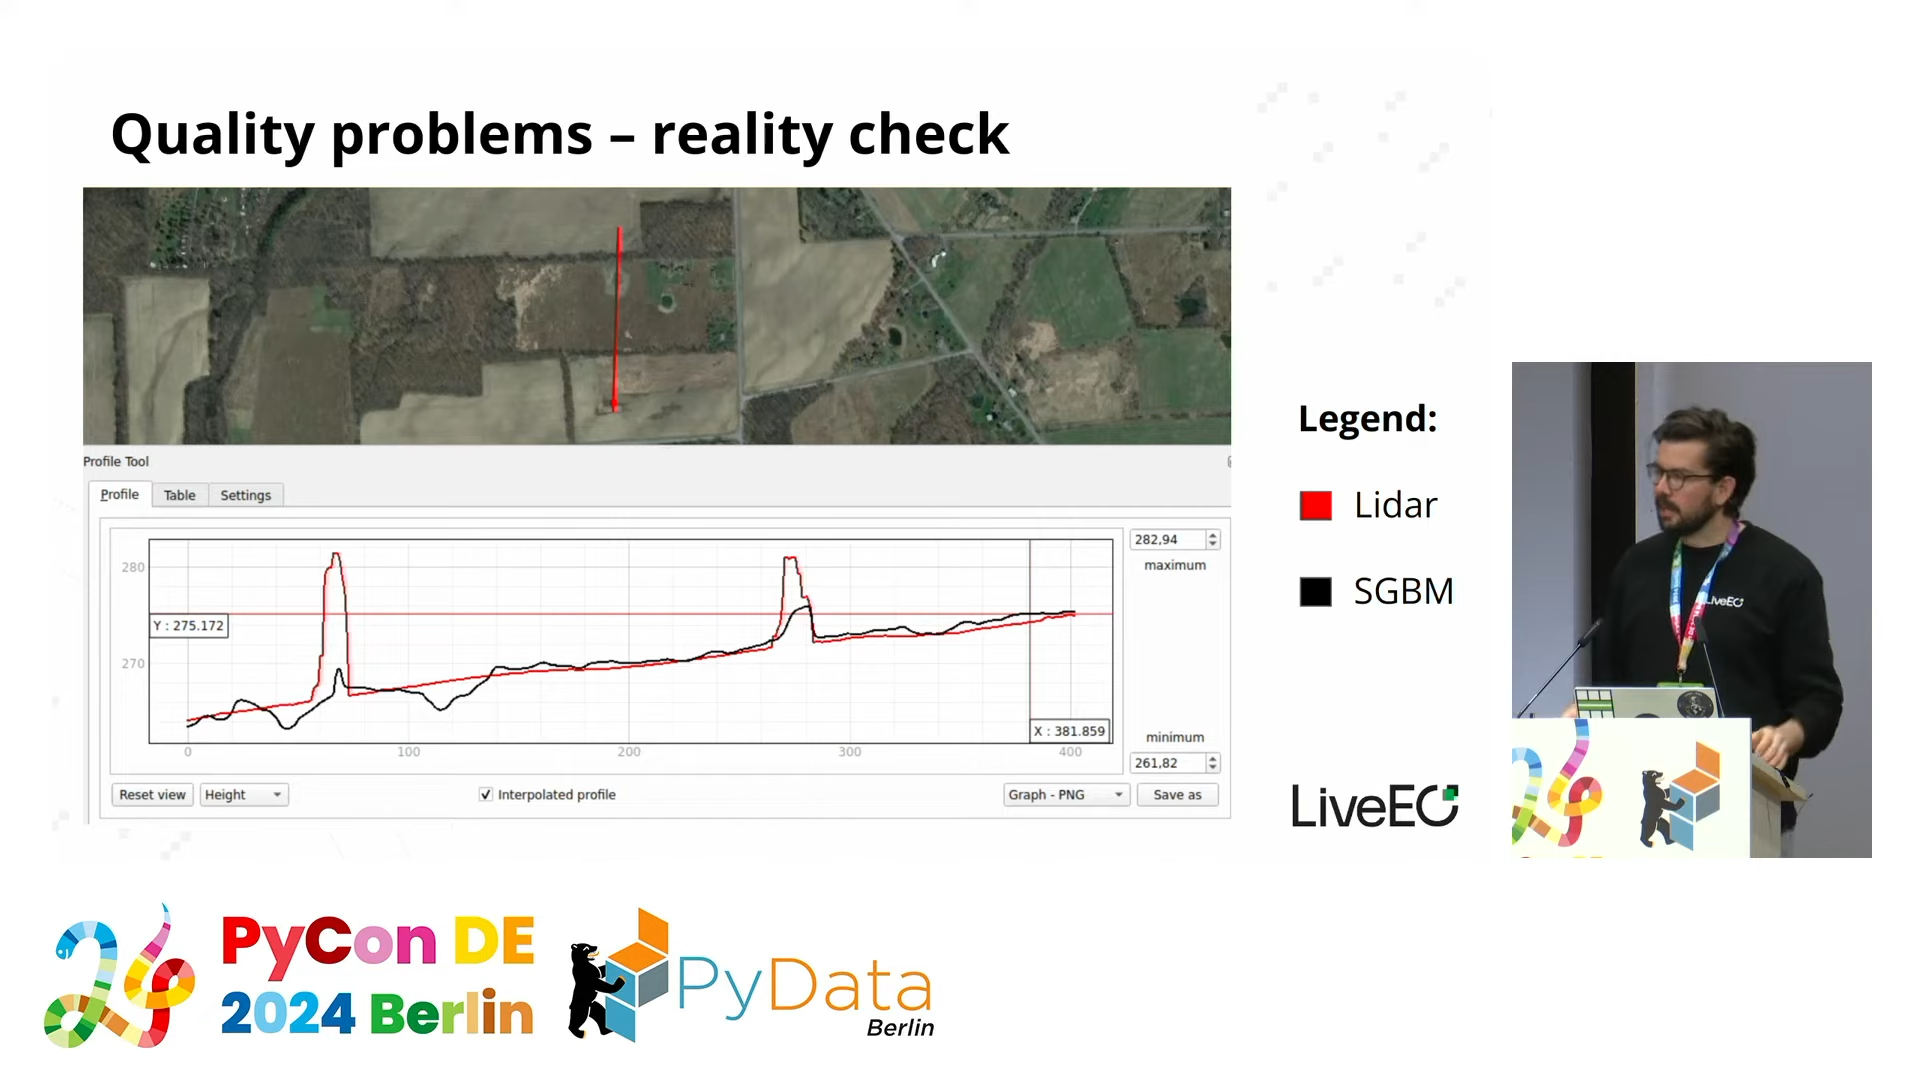 Quality problems – reality check
Profile Tool
Profile
Table
Settings
280
270
Y : 275.172
X : 381.859
0
100
200
300
400
282,94
maximum
minimum
261,82
Reset view
Height
Interpolated profile
Graph - PNG
Save as
Legend:
Lidar
SGBM
LiveEO
LiveEO
PyCon DE
2024 Berlin
PyData
Berlin